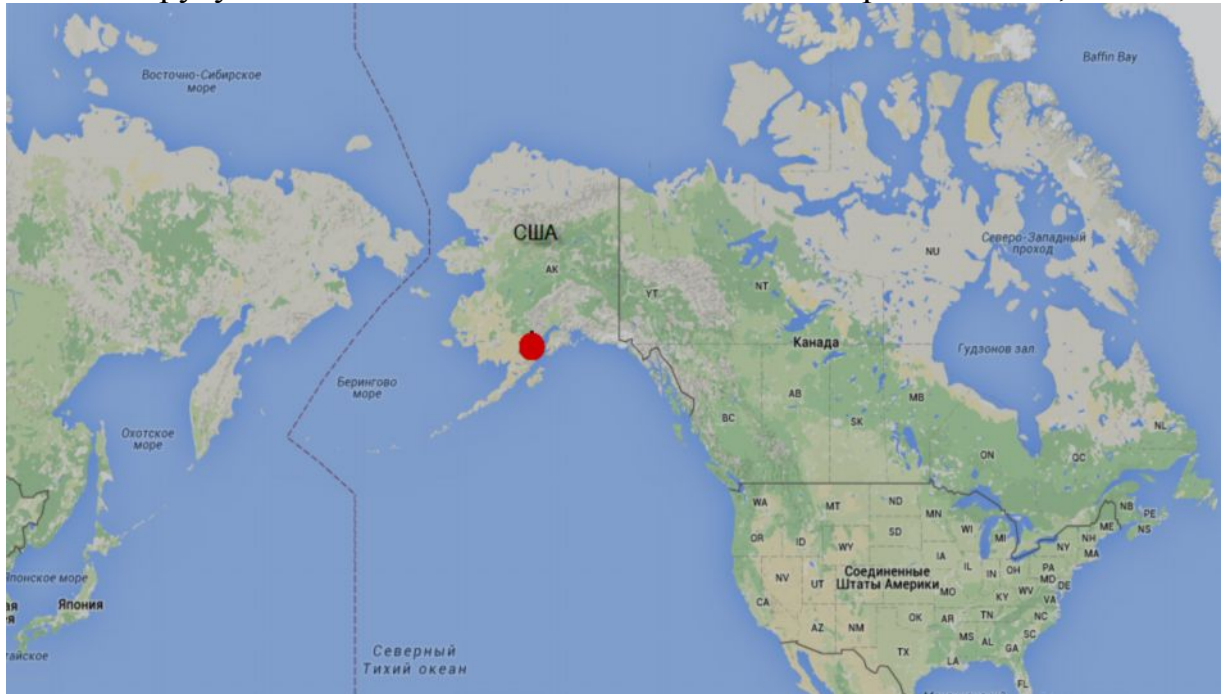 Восточно-Сибирское
море
Baffin Bay
США
AK
YT
NT
NU
Северо-Западный
проход
Канада
Гудзонов зал.
Берингово
море
Охотское
море
BC
AB
SK
MB
ON
QC
NL
NB
PE
NS
WA
MT
ND
MN
OR
ID
SD
WI
MI
ME
NH
NY
MA
WY
IA
Соединенные
Штаты Америки
NV
UT
IL
IN
OH
PA
MD
DE
MO
KY
WV
VA
CA
AZ
NM
OK
AR
TN
NC
SC
MS
AL
GA
TX
LA
FL
Японское море
Япония
Северный
Тихий океан